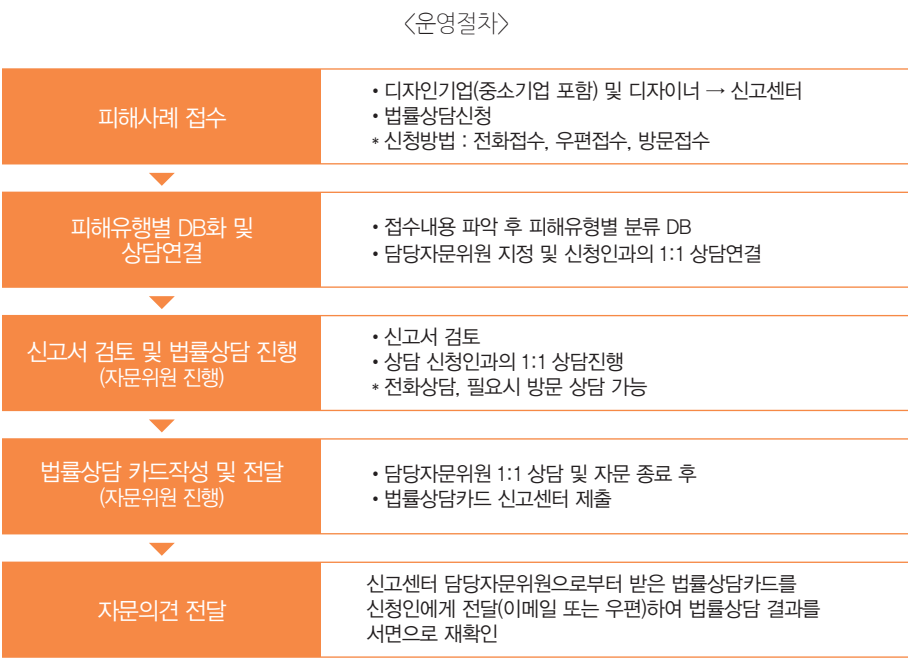 <운영절차>
피해사례 접수
• 디자인기업(중소기업 포함) 및 디자이너 → 신고센터
• 법률상담신청
* 신청방법 : 전화접수, 우편접수, 방문접수
피해유행별 DB화 및
상담연결
• 접수내용 파악 후 피해유형별 분류 DB
• 담당자문위원 지정 및 신청인과의 1:1 상담연결
신고서 검토 및 법률상담 진행
(자문위원 진행)
• 신고서 검토
• 상담 신청인과의 1:1 상담진행
* 전화상담, 필요시 방문 상담 가능
법률상담 카드작성 및 전달
(자문위원 진행)
• 담당자문위원 1:1 상담 및 자문 종료 후
• 법률상담카드 신고센터 제출
자문의견 전달
신고센터 담당자문위원으로부터 받은 법률상담카드를
신청인에게 전달(이메일 또는 우편)하여 법률상담 결과를
서면으로 재확인